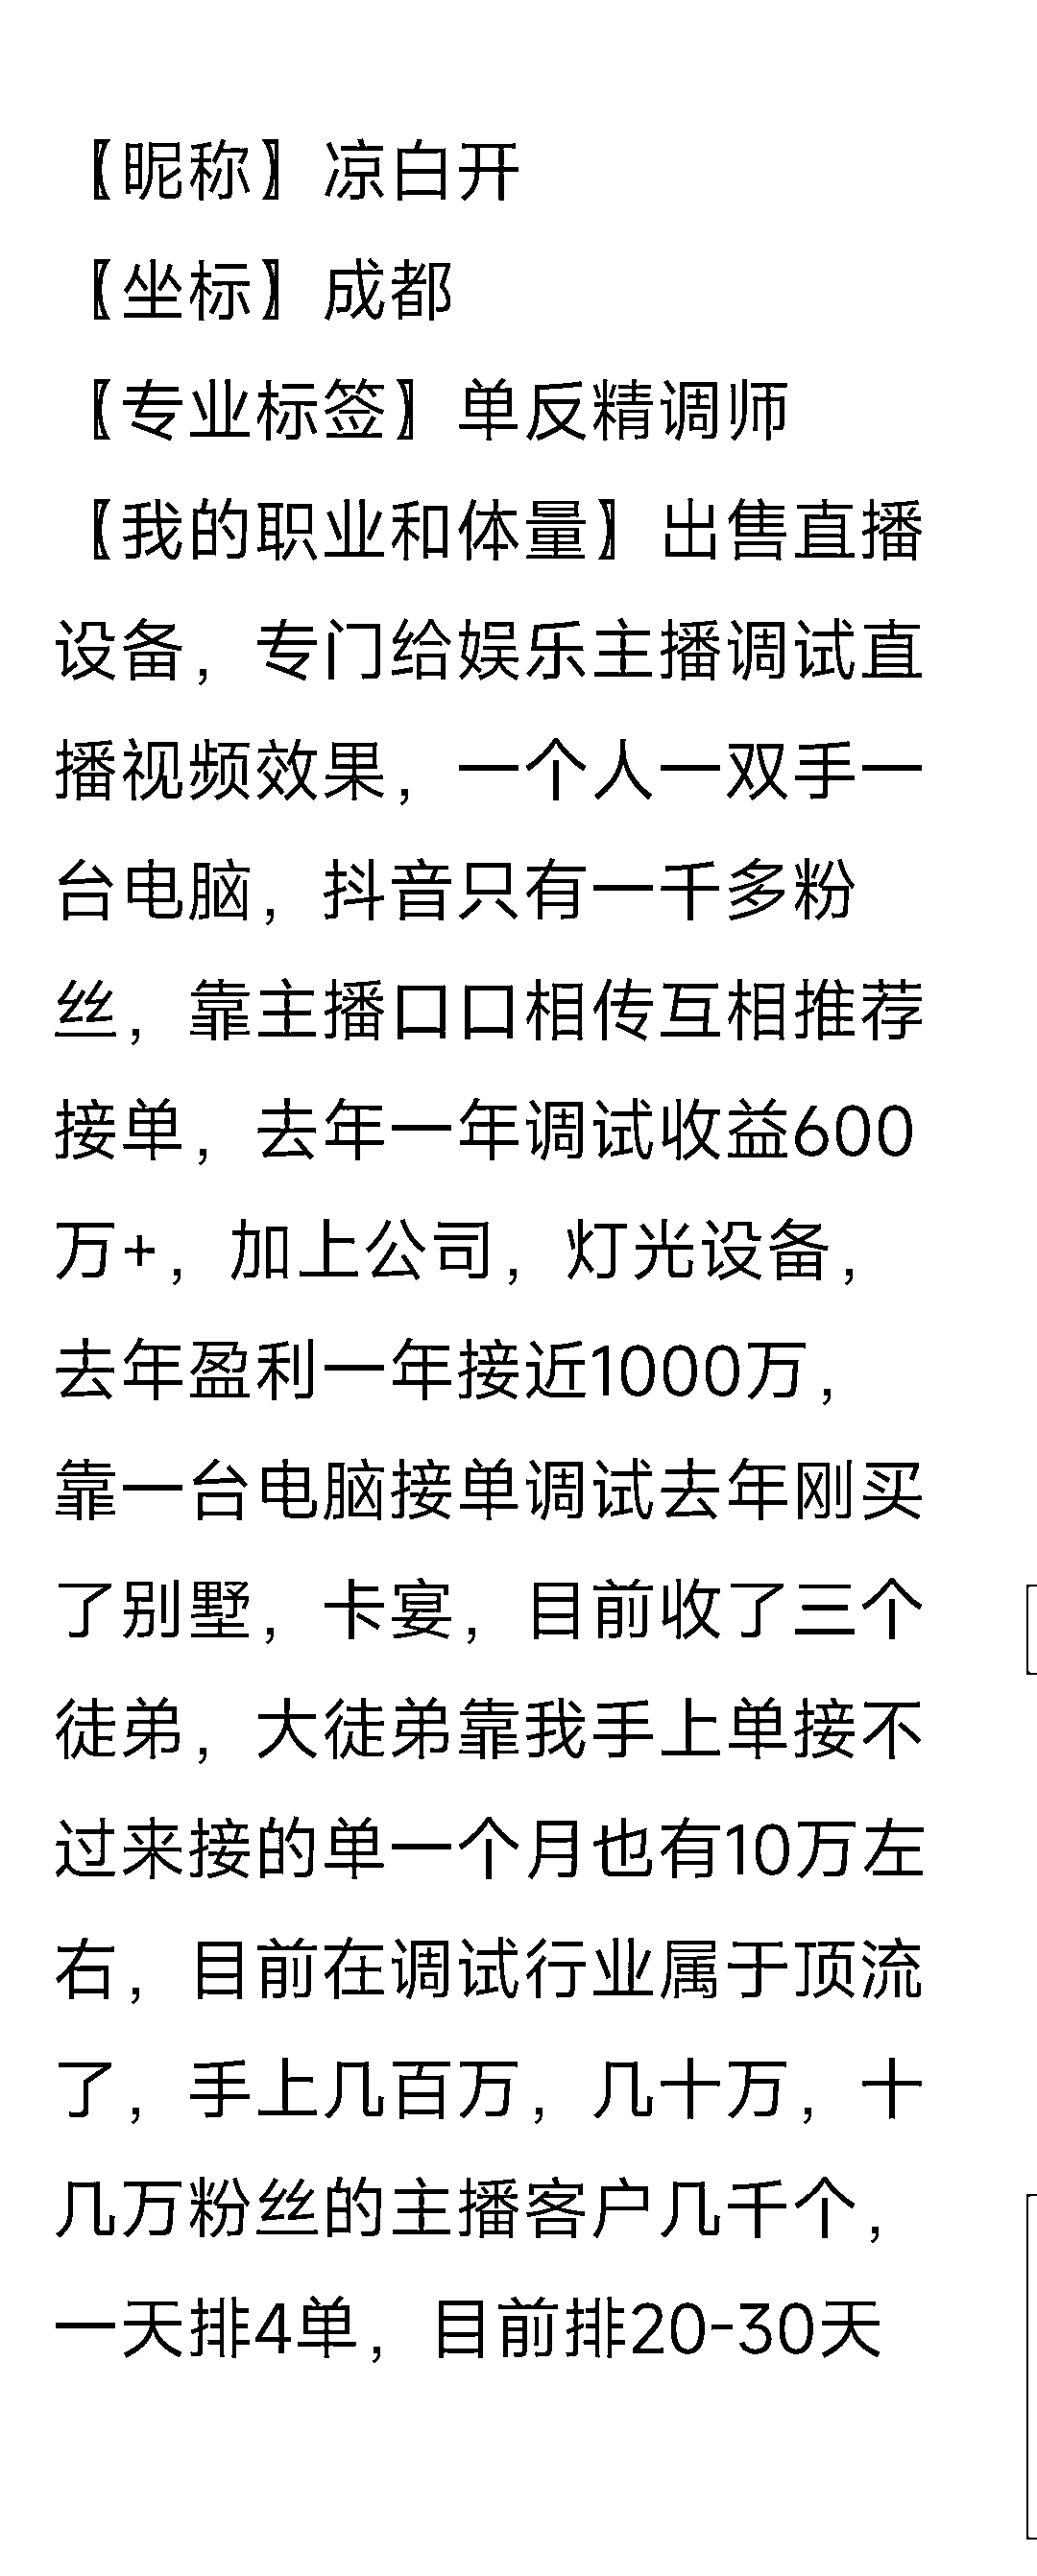 【昵称】凉白开
【坐标】成都
【专业标签】单反精调师
【我的职业和体量】出售直播
设备，专门给娱乐主播调试直
播视频效果，一个人一双手一
台电脑，抖音只有一千多粉
丝，靠主播口口相传互相推荐
接单，去年一年调试收益600
万+，加上公司，灯光设备，
去年盈利一年接近1000万，
靠一台电脑接单调试去年刚买
了别墅，卡宴，目前收了三个
徒弟，大徒弟靠我手上单接不
过来接的单一个月也有10万左
右，目前在调试行业属于顶流
了，手上几百万，几十万，十
几万粉丝的主播客户几千个，
一天排4单，目前排20-30天